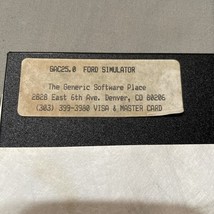 GAC25.0 FORD SIMULATOR
The Generic Software Place
2828 East 6th Ave. Denver, CO 80206
(303) 399-3980 VISA & MASTER CARD